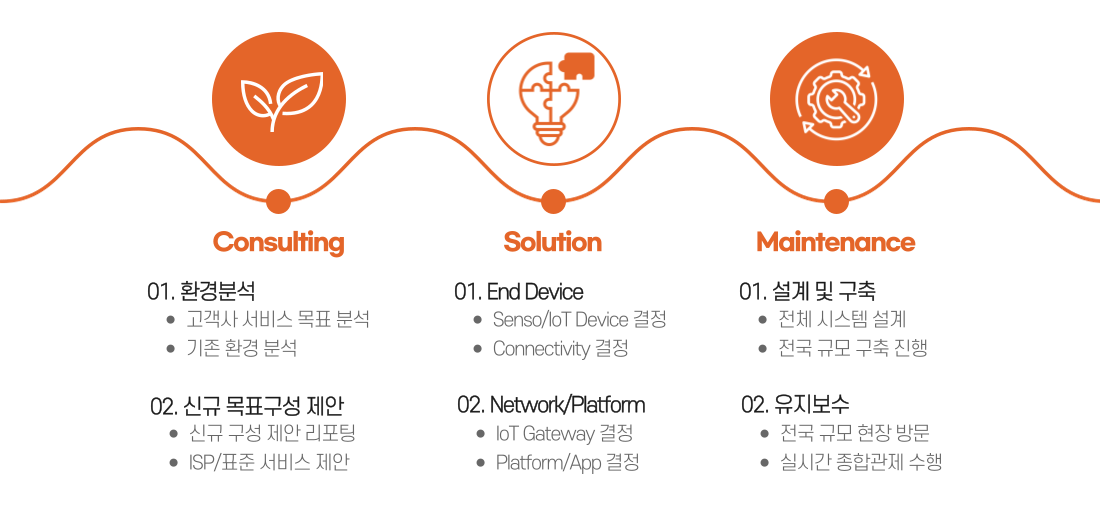 Consulting
01. 환경분석
• 고객사 서비스 목표 분석
• 기존 환경 분석
02. 신규 목표구성 제안
• 신규 구성 제안 리포팅
• ISP/표준 서비스 제안
Solution
01. End Device
• Senso/IoT Device 결정
• Connectivity 결정
02. Network/Platform
• IoT Gateway 결정
• Platform/App 결정
Maintenance
01. 설계 및 구축
• 전체 시스템 설계
• 전국 규모 구축 진행
02. 유지보수
• 전국 규모 현장 방문
• 실시간 종합관제 수행